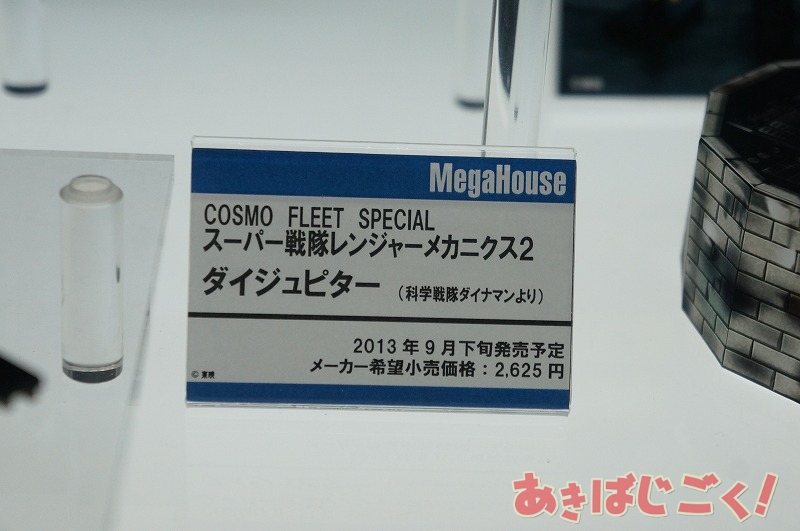 MegaHouse
COSMO FLEET SPECIAL
スーパー戦隊レンジャーメカニクス2
ダイジュピター (科学戦隊ダイナマンより)
2013年9月下旬発売予定
メーカー希望小売価格:2,625円
© 東映
あきばじごく!